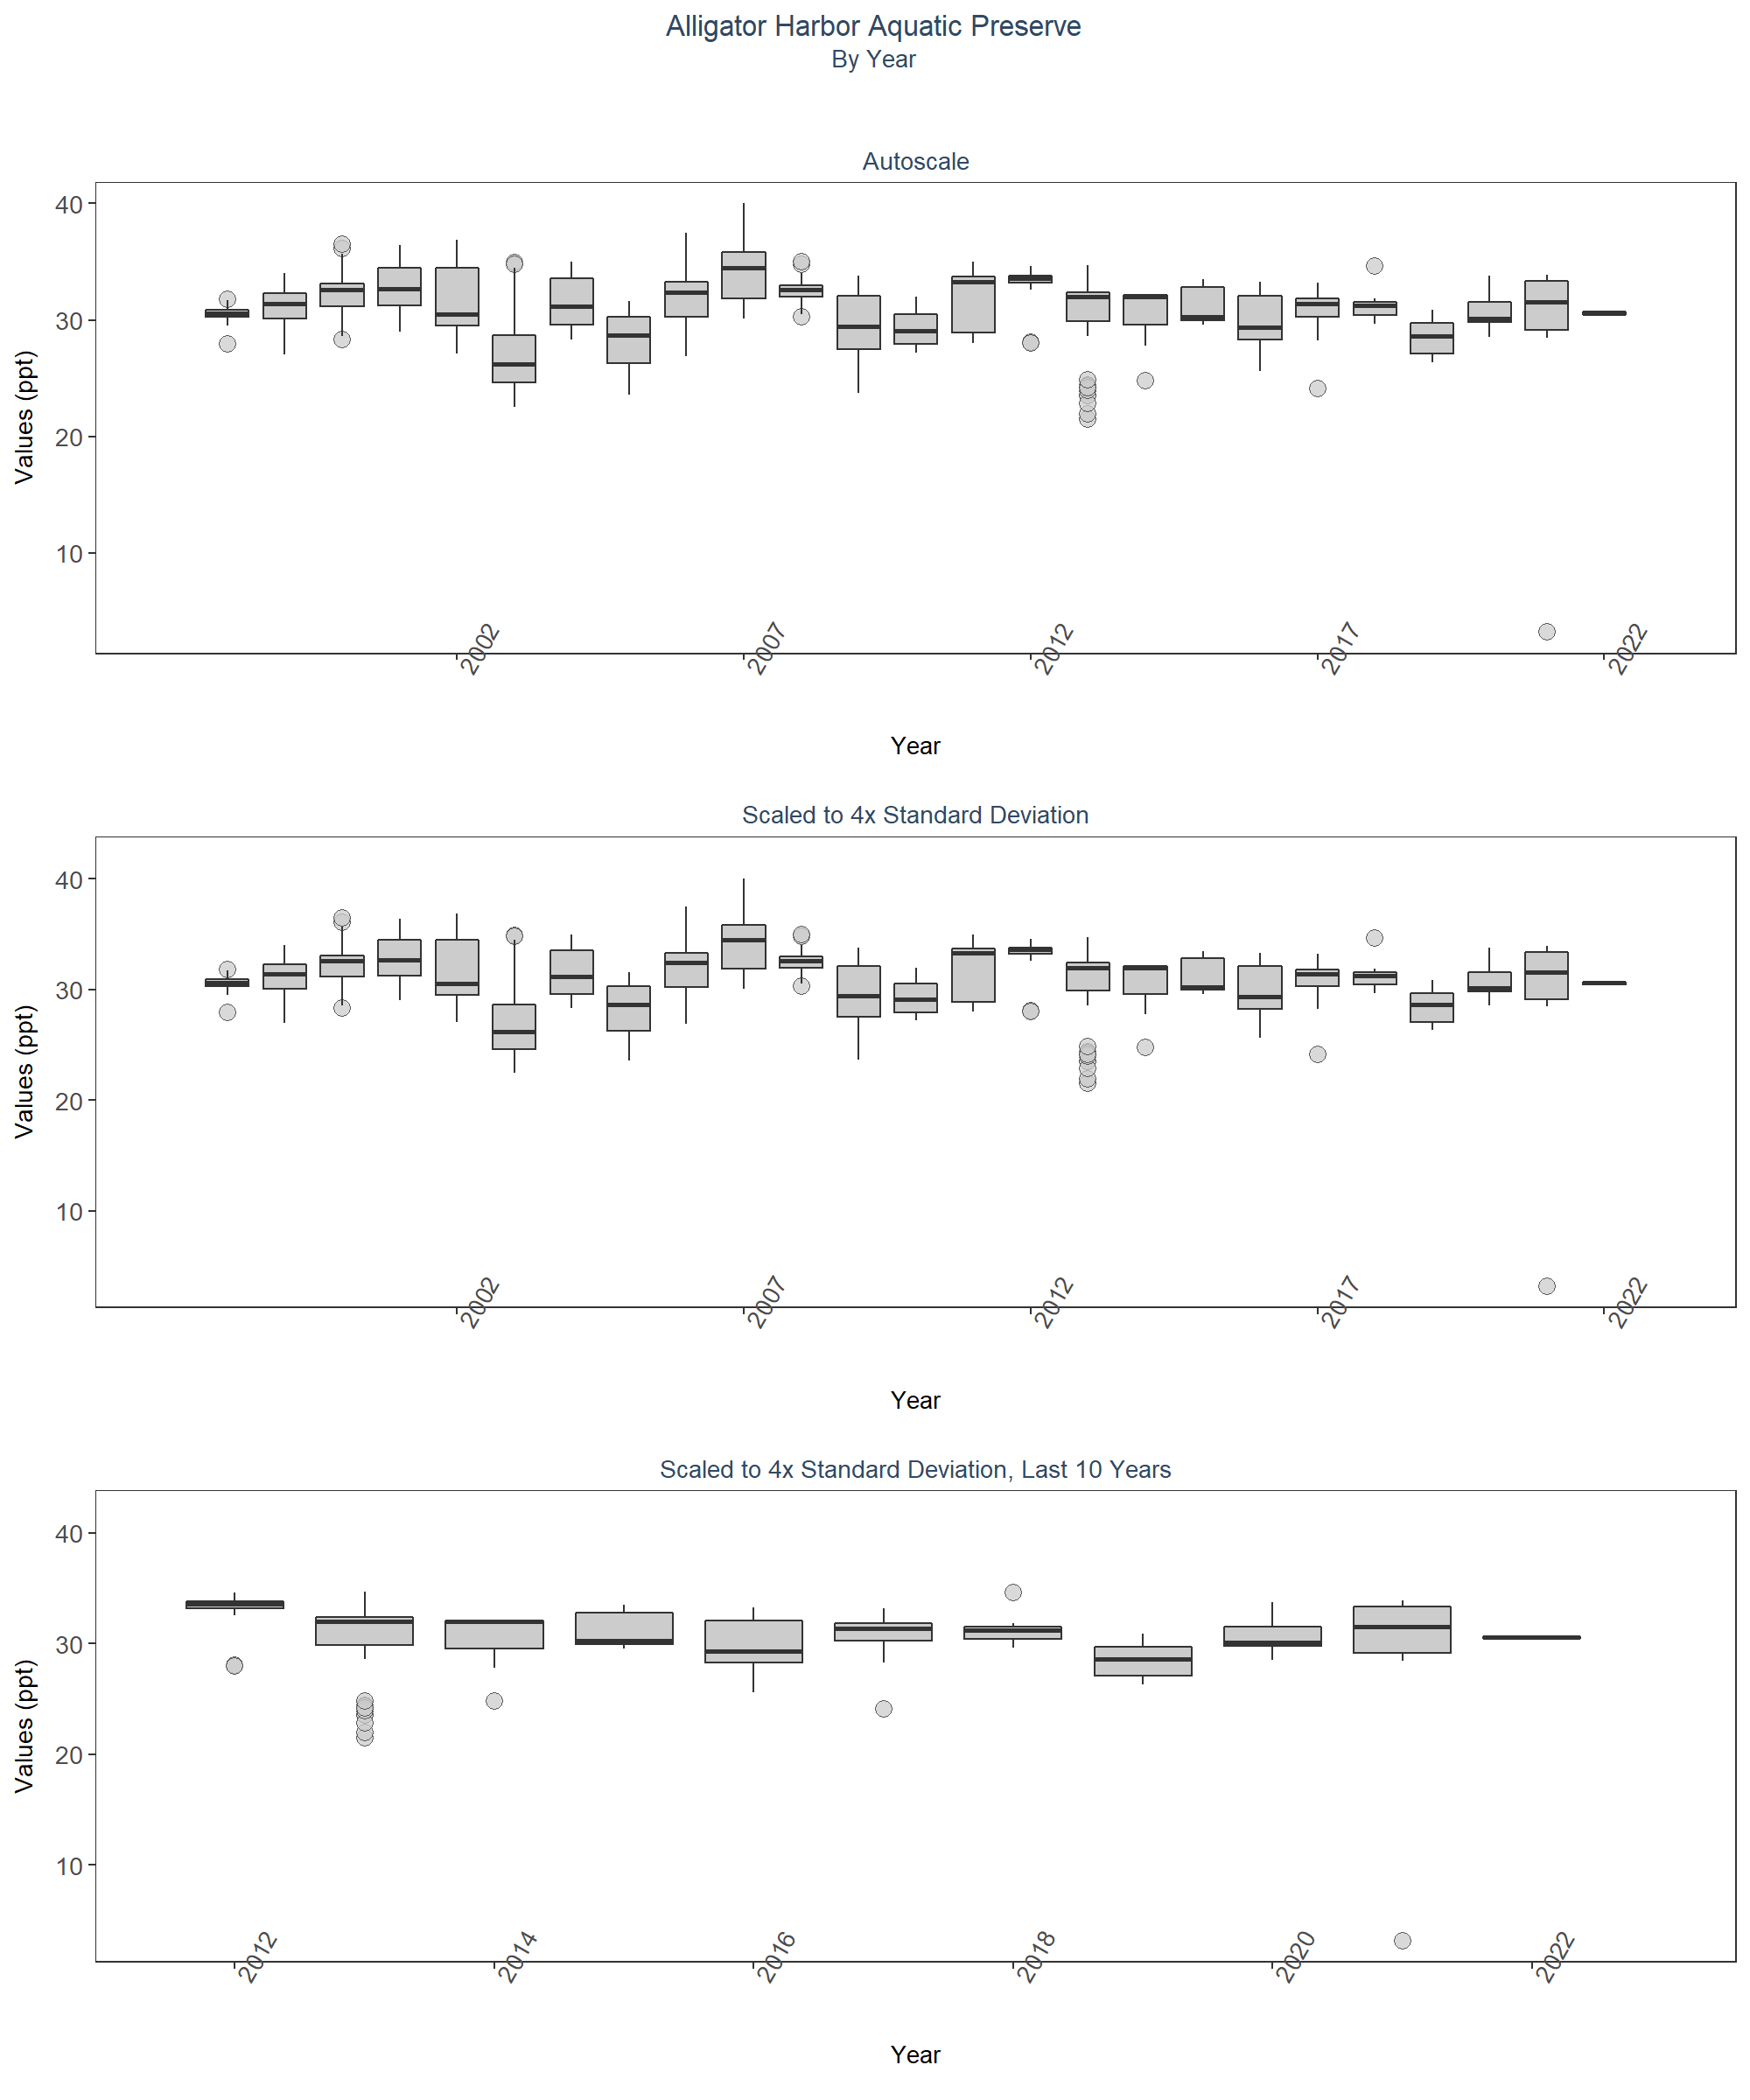 Alligator Harbor Aquatic Preserve
By Year
Autoscale
Values (ppt)
40
30
20
10
2002
2007
2012
2017
2022
Year
Scaled to 4x Standard Deviation
Values (ppt)
40
30
20
10
2002
2007
2012
2017
2022
Year
Scaled to 4x Standard Deviation, Last 10 Years
Values (ppt)
40
30
20
10
2012
2014
2016
2018
2020
2022
Year